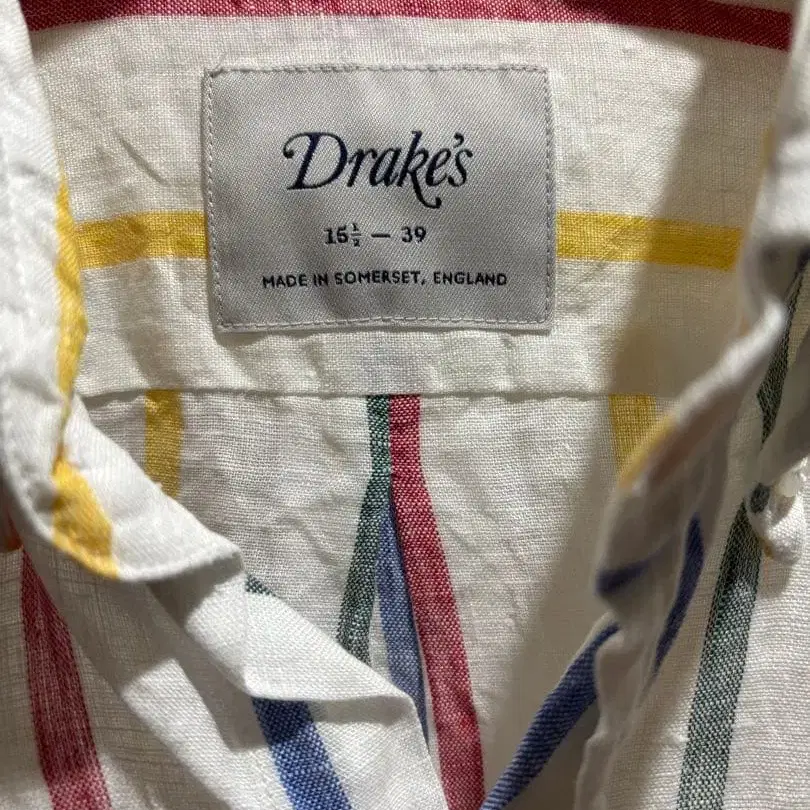 Drake's
15½ — 39
MADE IN SOMERSET, ENGLAND